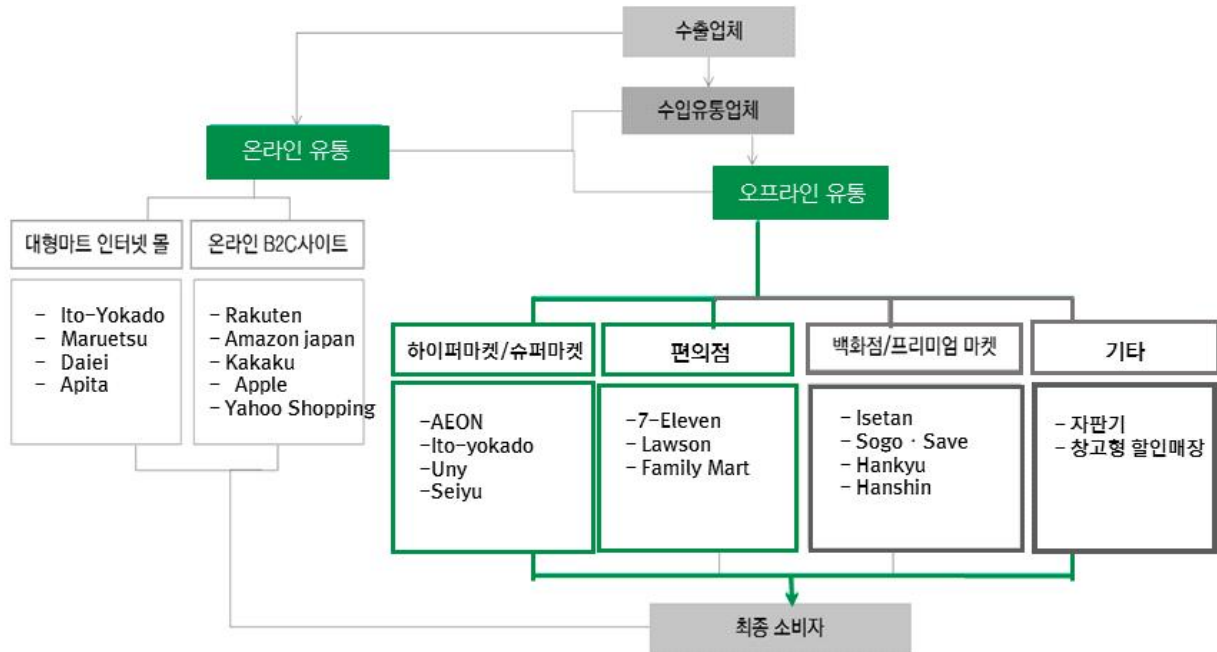 수출업체
수입유통업체
온라인 유통
오프라인 유통
대형마트 인터넷 몰
온라인 B2C사이트
- Ito-Yokado
- Maruetsu
- Daiei
- Apita
- Rakuten
- Amazon japan
- Kakaku
- Apple
- Yahoo Shopping
하이퍼마켓/슈퍼마켓
편의점
백화점/프리미엄 마켓
기타
-AEON
-Ito-yokado
-Uny
-Seiyu
-7-Eleven
- Lawson
- Family Mart
- Isetan
- Sogo · Save
- Hankyu
- Hanshin
- 자판기
- 창고형 할인매장
최종 소비자